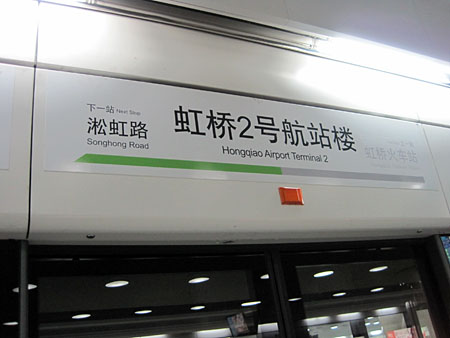 下一站 Next Stop
淞虹路
Songhong Road
虹桥2号航站楼
Hongqiao Airport Terminal 2
虹桥火车站